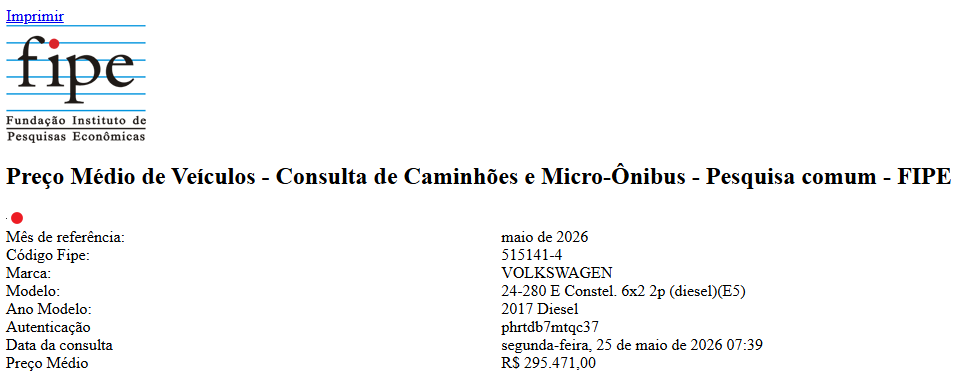 Imprimir
fipe
Fundação Instituto de
Pesquisas Econômicas
Preço Médio de Veículos - Consulta de Caminhões e Micro-Ônibus - Pesquisa comum - FIPE
Mês de referência: maio de 2026
Código Fipe: 515141-4
Marca: VOLKSWAGEN
Modelo: 24-280 E Constel. 6x2 2p (diesel)(E5)
Ano Modelo: 2017 Diesel
Autenticação phrtdb7mtqc37
Data da consulta segunda-feira, 25 de maio de 2026 07:39
Preço Médio R$ 295.471,00